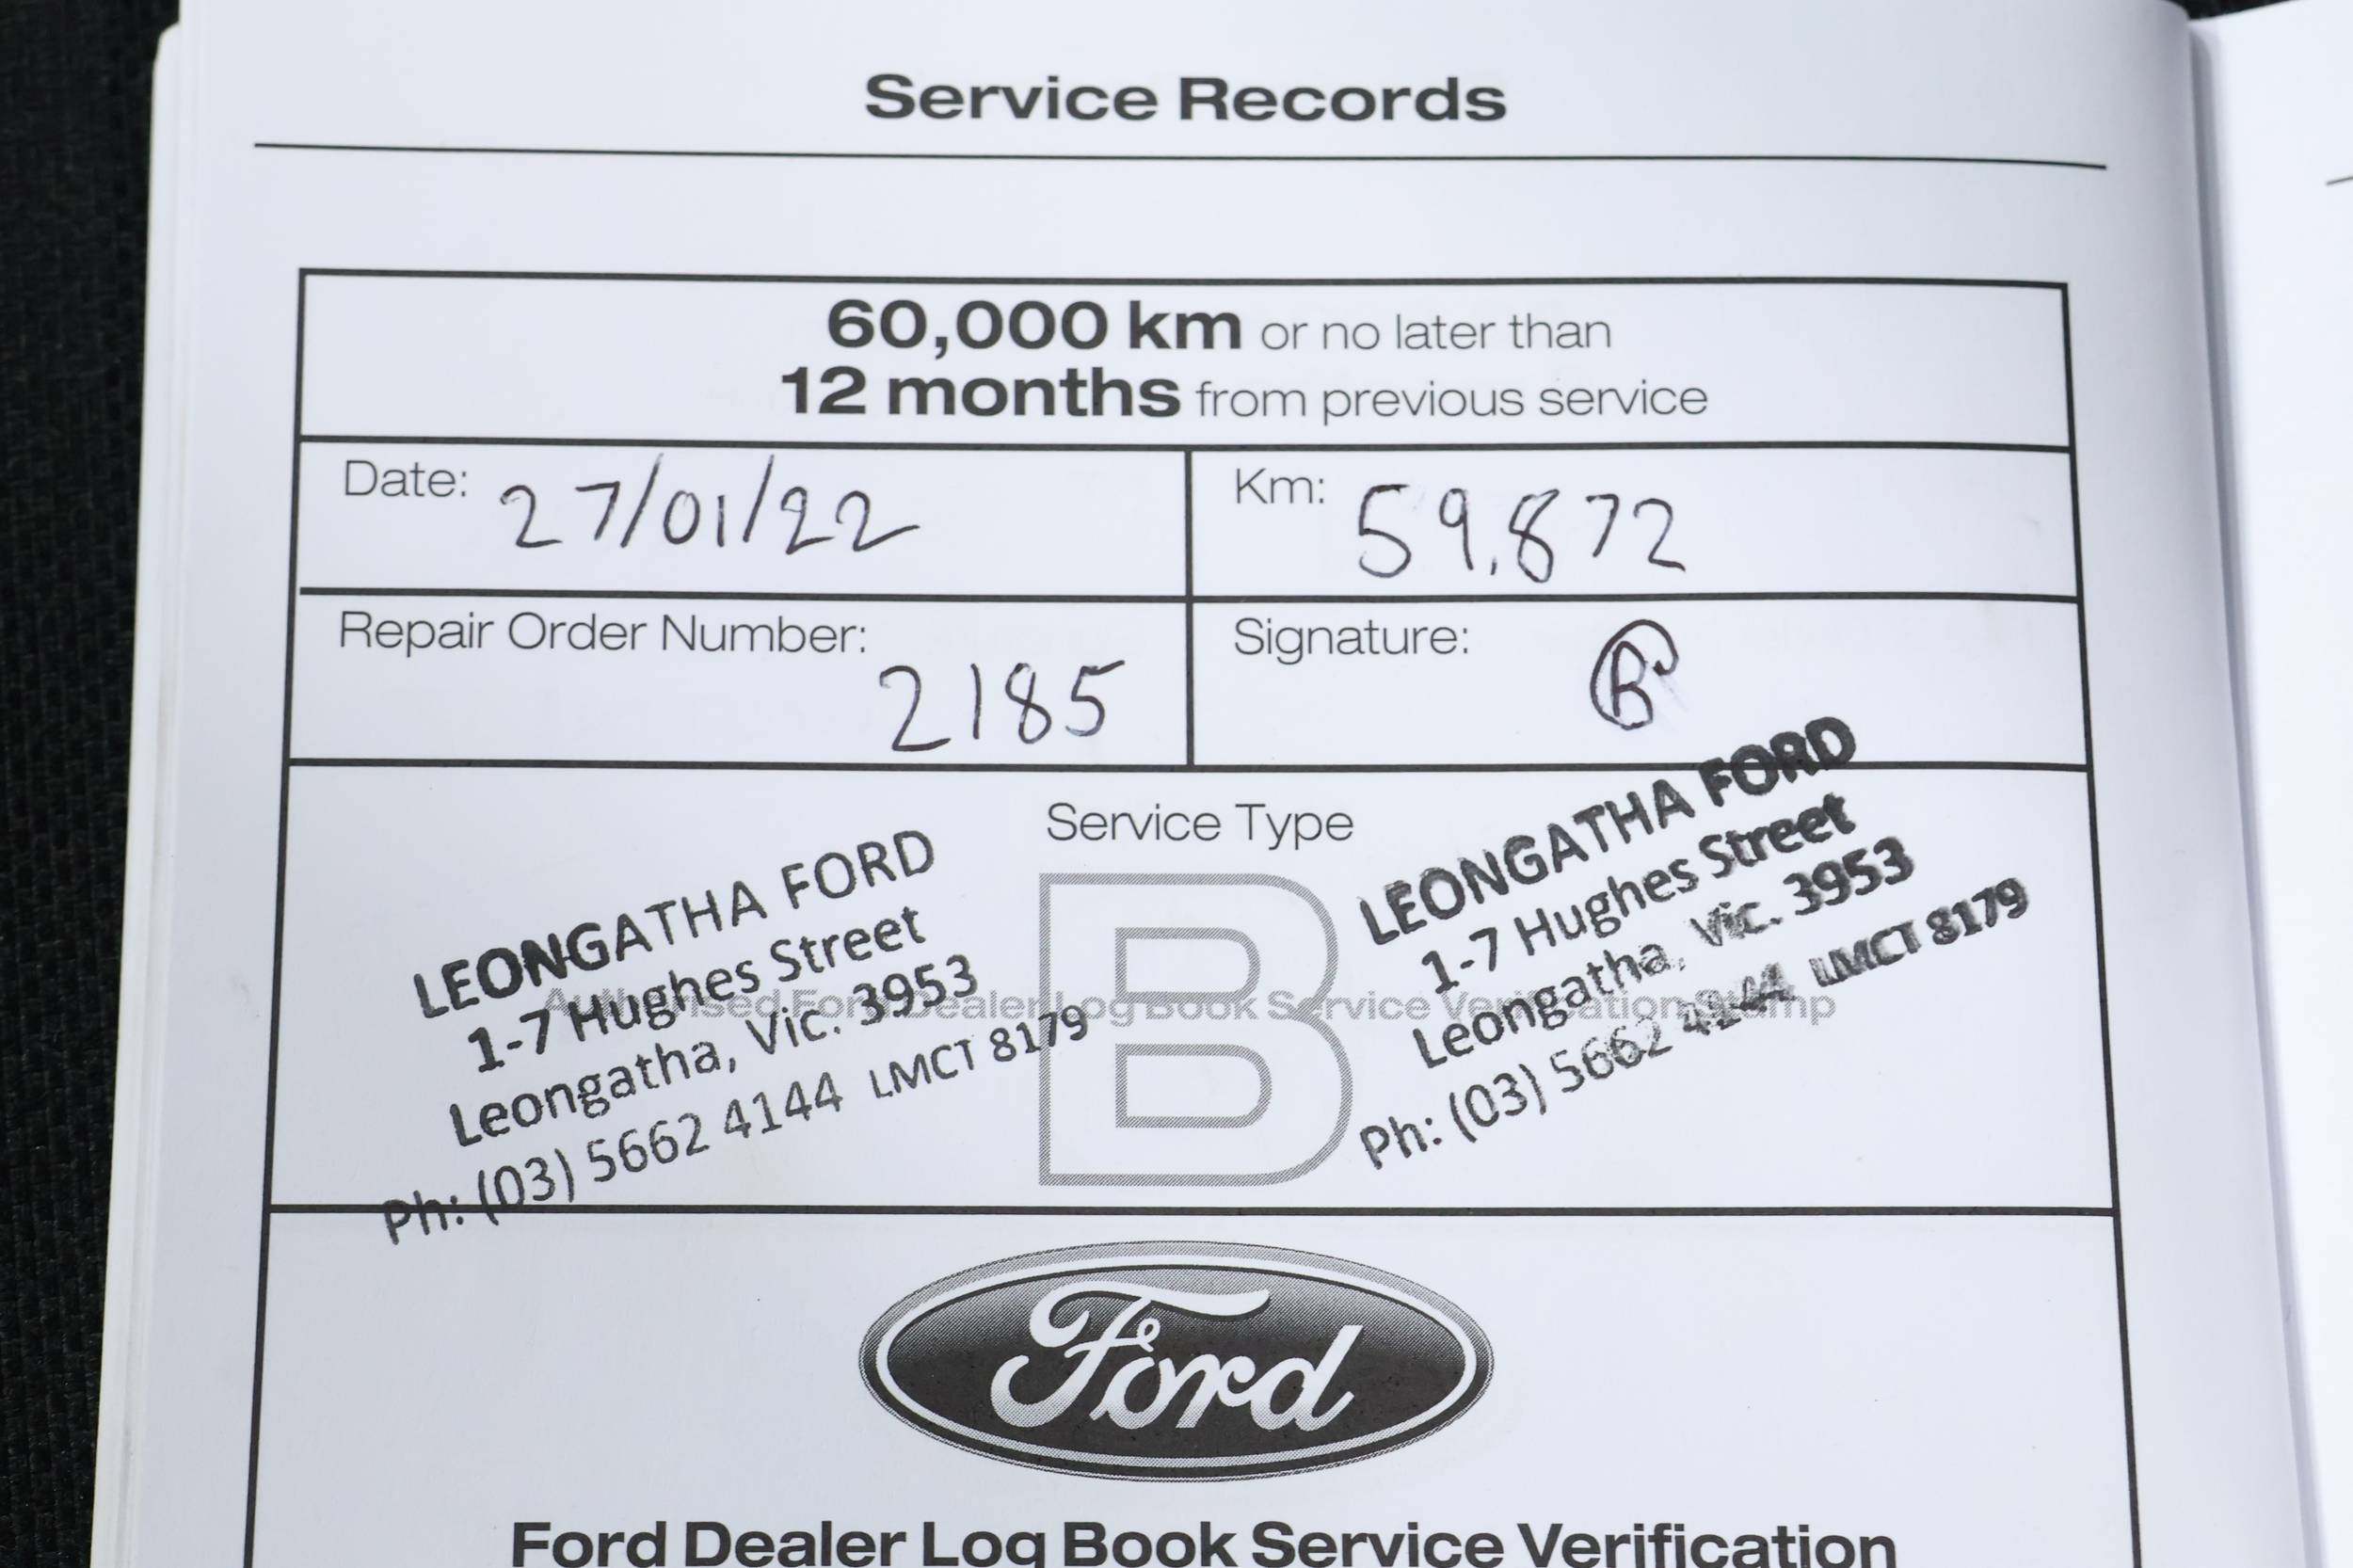 Service Records
60,000 km or no later than
12 months from previous service
Date: 27/01/22
Km: 59,872
Repair Order Number: 2185
Signature:
Service Type
B
Authorised Ford Dealer Log Book Service Verification Stamp
LEONGATHA FORD
1-7 Hughes Street
Leongatha, Vic. 3953
Ph: (03) 5662 4144 LMCT 8179
LEONGATHA FORD
1-7 Hughes Street
Leongatha, Vic. 3953
Ph: (03) 5662 4144 LMCT 8179
Ford
Ford Dealer Log Book Service Verification